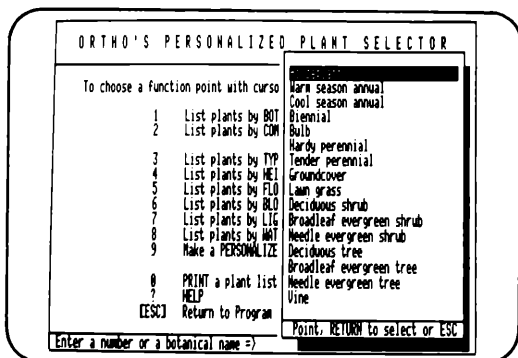 ORTHO'S PERSONALIZED PLANT SELECTOR
To choose a function point with curso
1 List plants by BOT
2 List plants by COM
3 List plants by TYP
4 List plants by HEI
5 List plants by FLO
6 List plants by BLO
7 List plants by LIG
8 List plants by WAT
9 Make a PERSONALIZE
0 PRINT a plant list
? HELP
[ESC] Return to Program
Enter a number or a botanical name =>
Warm season annual
Cool season annual
Biennial
Bulb
Hardy perennial
Tender perennial
Groundcover
Lawn grass
Deciduous shrub
Broadleaf evergreen shrub
Needle evergreen shrub
Deciduous tree
Broadleaf evergreen tree
Needle evergreen tree
Vine
Point, RETURN to select or ESC